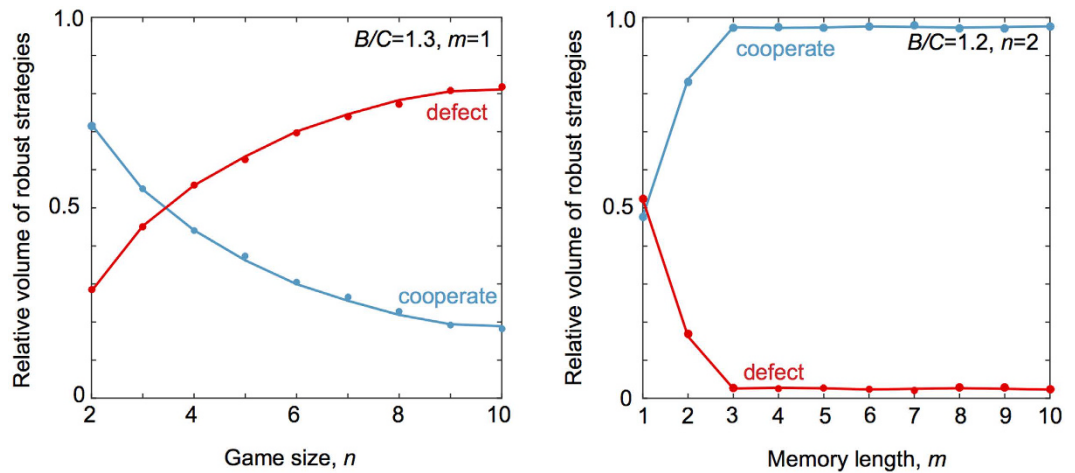 Relative volume of robust strategies
1.0
0.5
0
B/C=1.3, m=1
defect
cooperate
2 4 6 8 10
Game size, n
Relative volume of robust strategies
1.0
0.5
0
cooperate
B/C=1.2, n=2
defect
1 2 3 4 5 6 7 8 9 10
Memory length, m